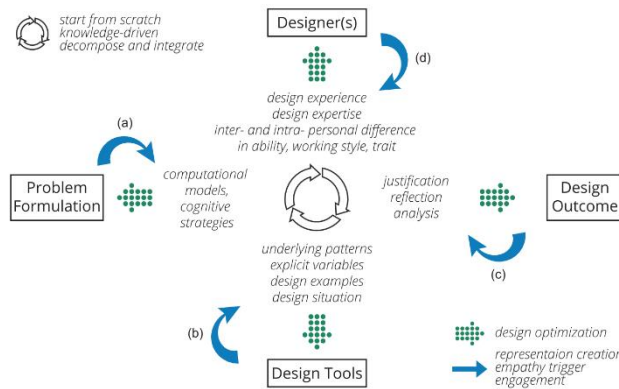 start from scratch
knowledge-driven
decompose and integrate
Designer(s)
(d)
design experience
design expertise
inter- and intra- personal difference
in ability, working style, trait
(a)
Problem
Formulation
computational
models,
cognitive
strategies
justification
reflection
analysis
Design
Outcome
(c)
underlying patterns
explicit variables
design examples
design situation
(b)
Design Tools
design optimization
representaion creation
empathy trigger
engagement